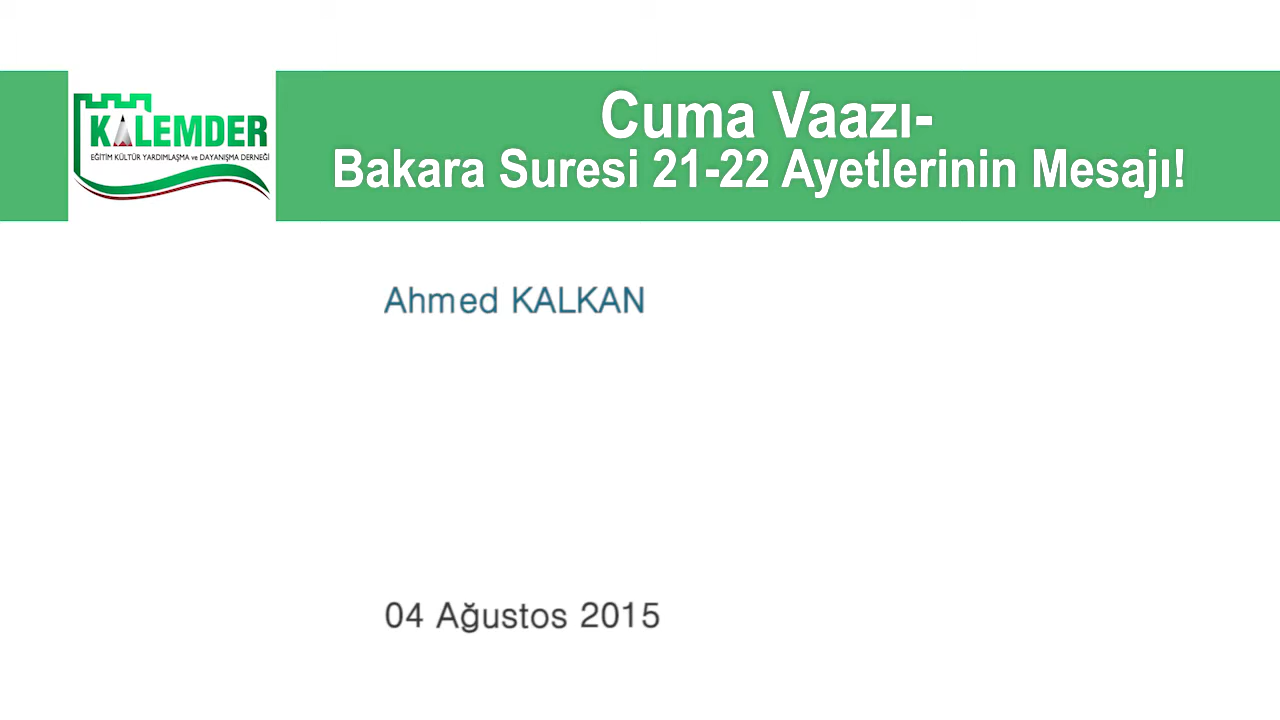 Cuma Vaazı-
Bakara Suresi 21-22 Ayetlerinin Mesajı!
KALEMDER
EĞİTİM KÜLTÜR YARDIMLAŞMA ve DAYANIŞMA DERNEĞİ
Ahmed KALKAN
04 Ağustos 2015